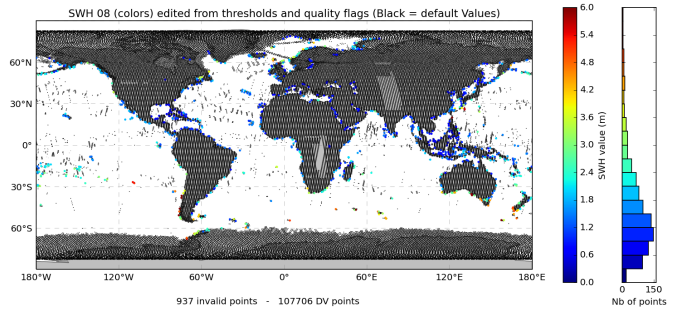 SWH 08 (colors) edited from thresholds and quality flags (Black = default Values)
60°N
30°N
0°
30°S
60°S
180°W 120°W 60°W 0° 60°E 120°E 180°E
937 invalid points - 107706 DV points
6.0
5.4
4.8
4.2
3.6
3.0
2.4
1.8
1.2
0.6
0.0
SWH value (m)
0 150
Nb of points